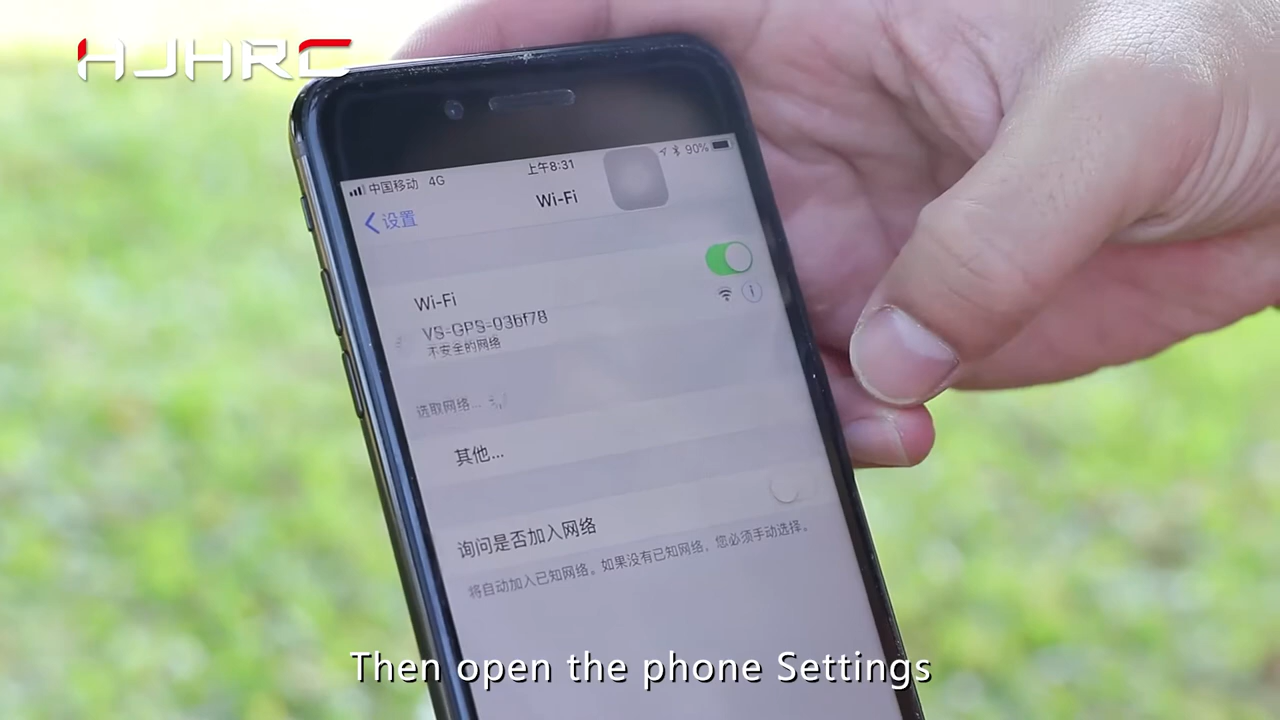 HJHRC
中国移动 4G 上午8:31 90%
设置 Wi-Fi
Wi-Fi
VS-GPS-036f78
不安全的网络
选取网络...
其他...
询问是否加入网络
将自动加入已知网络。如果没有已知网络，您必须手动选择。
Then open the phone Settings